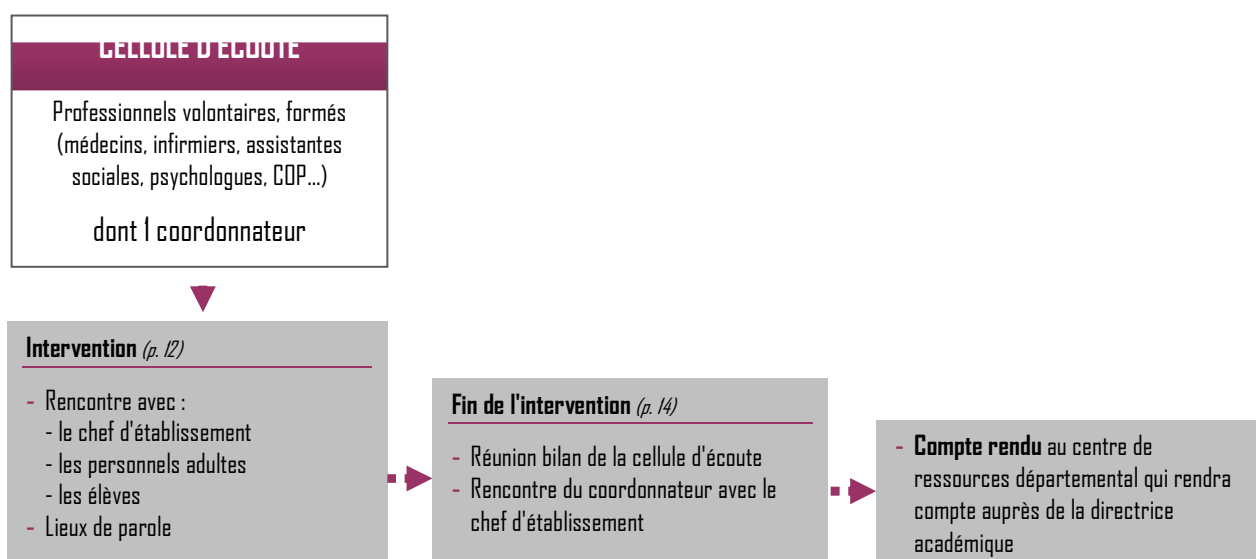 CELLULE D'ECOUTE
Professionnels volontaires, formés
(médecins, infirmiers, assistantes
sociales, psychologues, COP...)
dont 1 coordonnateur
Intervention (p. 12)
- Rencontre avec :
- le chef d'établissement
- les personnels adultes
- les élèves
- Lieux de parole
Fin de l'intervention (p. 14)
- Réunion bilan de la cellule d'écoute
- Rencontre du coordonnateur avec le
chef d'établissement
- Compte rendu au centre de
ressources départemental qui rendra
compte auprès de la directrice
académique